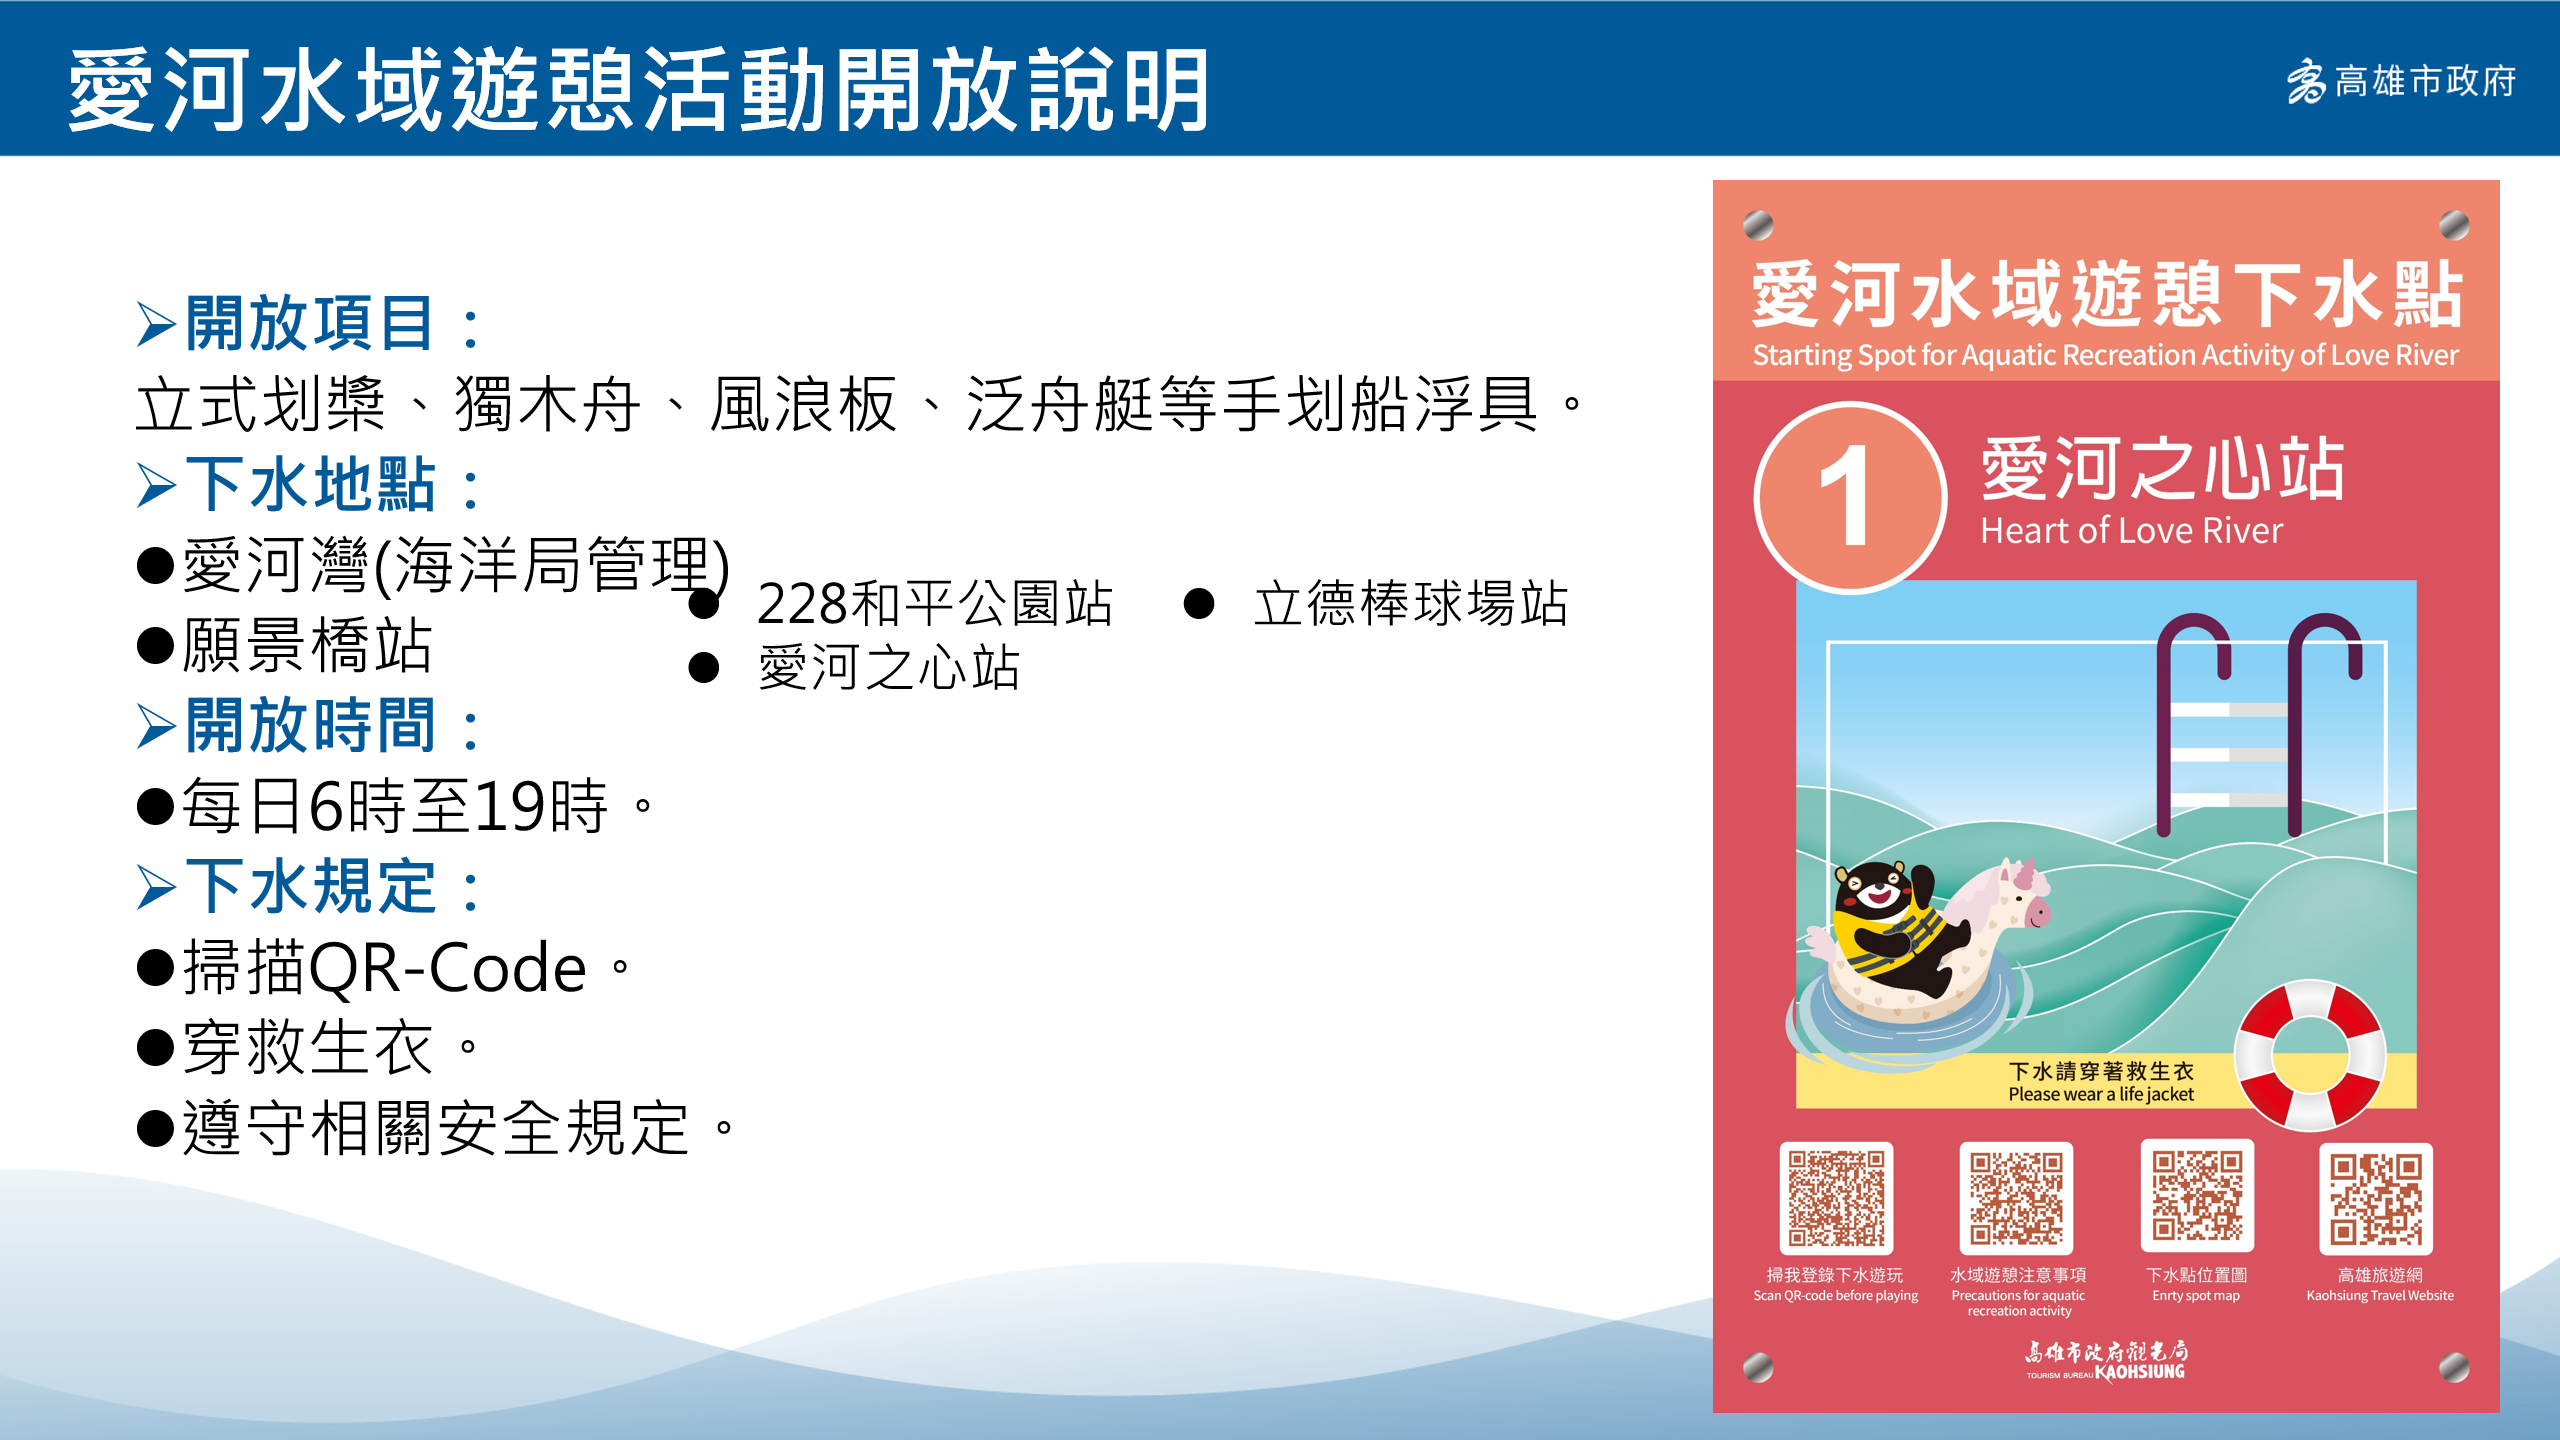 愛河水域遊憩活動開放說明
高雄市政府
➢開放項目：
立式划槳、獨木舟、風浪板、泛舟艇等手划船浮具。
➢下水地點：
●愛河灣(海洋局管理)
●願景橋站
● 228和平公園站
● 立德棒球場站
● 愛河之心站
➢開放時間：
●每日6時至19時。
➢下水規定：
●掃描QR-Code。
●穿救生衣。
●遵守相關安全規定。
愛河水域遊憩下水點
Starting Spot for Aquatic Recreation Activity of Love River
1
愛河之心站
Heart of Love River
下水請穿著救生衣
Please wear a life jacket
掃我登錄下水遊玩
Scan QR-code before playing
水域遊憩注意事項
Precautions for aquatic
recreation activity
下水點位置圖
Enrty spot map
高雄旅遊網
Kaohsiung Travel Website
高雄市政府觀光局
TOURISM BUREAU KAOHSIUNG